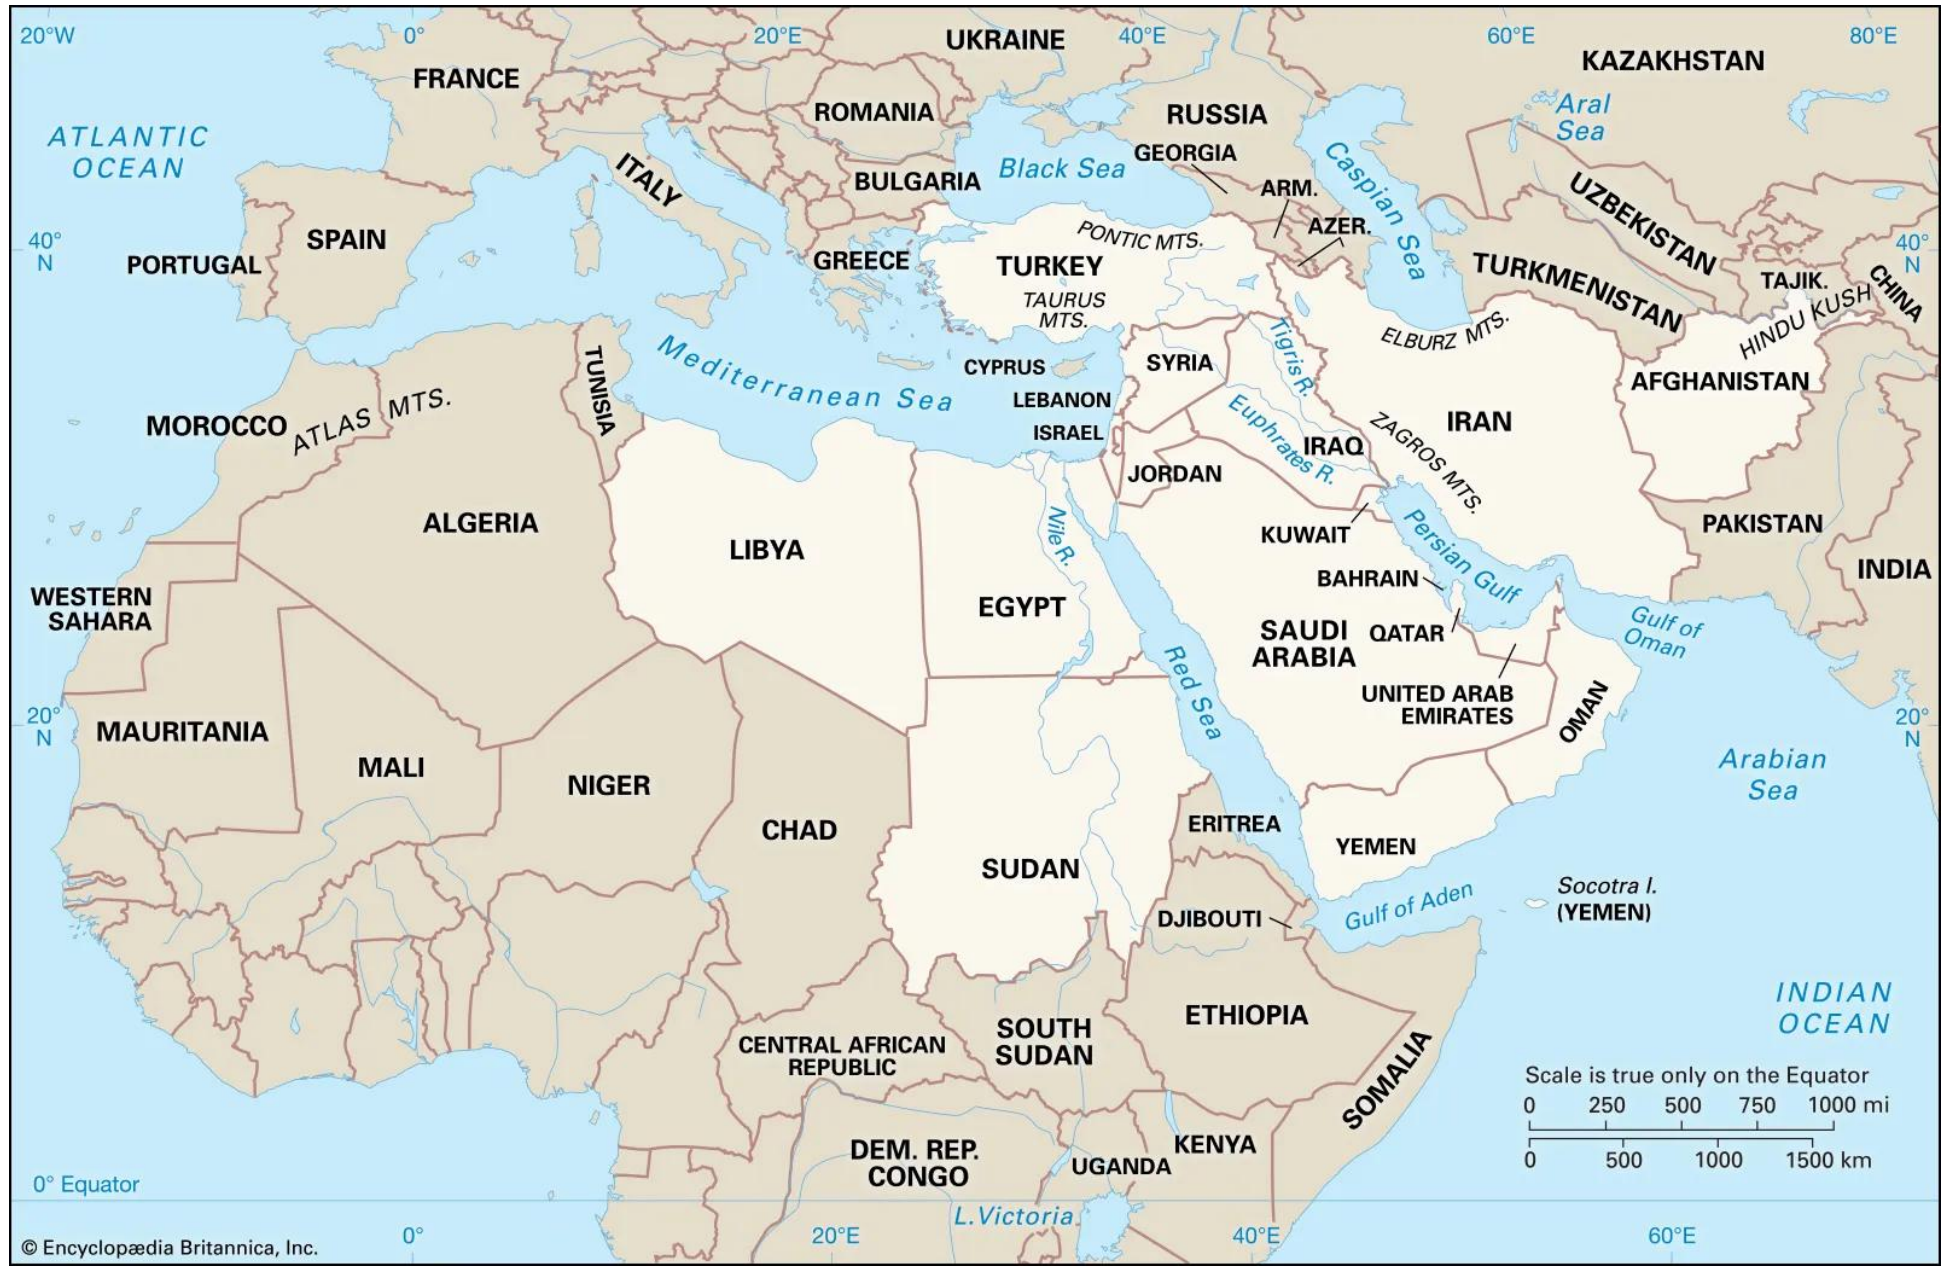 20°W
0°
20°E
40°E
60°E
80°E
UKRAINE
KAZAKHSTAN
FRANCE
ROMANIA
RUSSIA
Aral
Sea
ATLANTIC
OCEAN
ITALY
BULGARIA
Black Sea
GEORGIA
ARM.
AZER.
Caspian Sea
UZBEKISTAN
40°
N
PORTUGAL
SPAIN
GREECE
PONTIC MTS.
TURKEY
TAURUS
MTS.
TURKMENISTAN
TAJIK.
CHINA
40°
N
HINDU KUSH
ELBURZ MTS.
TUNISIA
Mediterranean Sea
CYPRUS
SYRIA
Tigris R.
LEBANON
ISRAEL
Euphrates R.
IRAQ
ZAGROS MTS.
IRAN
AFGHANISTAN
MOROCCO
ATLAS MTS.
JORDAN
ALGERIA
LIBYA
Nile R.
KUWAIT
Persian Gulf
PAKISTAN
INDIA
WESTERN
SAHARA
EGYPT
BAHRAIN
SAUDI
ARABIA
QATAR
Gulf of
Oman
Red Sea
UNITED ARAB
EMIRATES
OMAN
20°
N
MAURITANIA
MALI
NIGER
CHAD
20°
N
Arabian
Sea
ERITREA
YEMEN
SUDAN
Socotra I.
(YEMEN)
DJIBOUTI
Gulf of Aden
ETHIOPIA
SOUTH
SUDAN
CENTRAL AFRICAN
REPUBLIC
SOMALIA
INDIAN
OCEAN
Scale is true only on the Equator
0 250 500 750 1000 mi
0 500 1000 1500 km
DEM. REP.
CONGO
UGANDA
KENYA
0° Equator
L.Victoria
0°
20°E
40°E
60°E
© Encyclopædia Britannica, Inc.